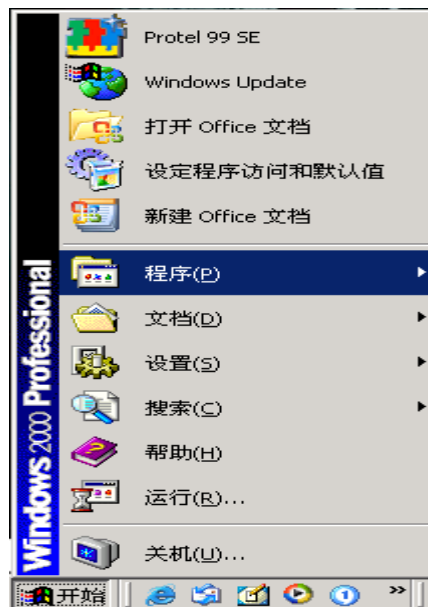 Protel 99 SE
Windows Update
打开 Office 文档
设定程序访问和默认值
新建 Office 文档
程序(P)
文档(D)
设置(S)
搜索(C)
帮助(H)
运行(R)...
关机(U)...
Windows 2000 Professional
开始
»